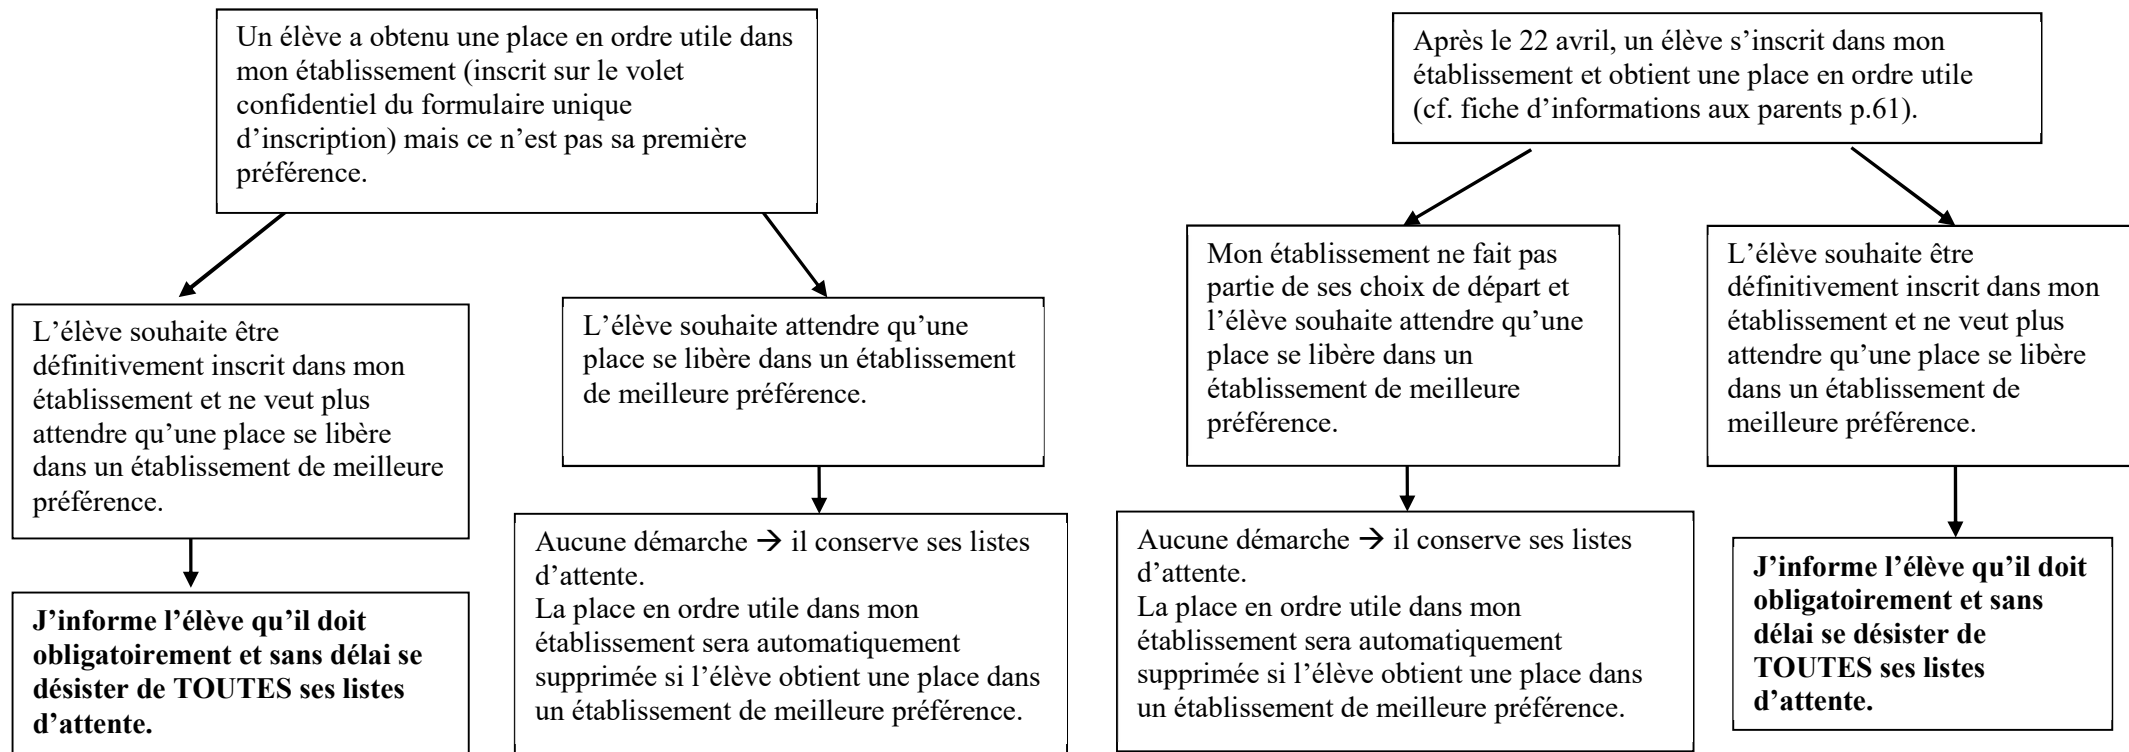 Un élève a obtenu une place en ordre utile dans
mon établissement (inscrit sur le volet
confidentiel du formulaire unique
d’inscription) mais ce n’est pas sa première
préférence.
Après le 22 avril, un élève s’inscrit dans mon
établissement et obtient une place en ordre utile
(cf. fiche d’informations aux parents p.61).
L’élève souhaite être
définitivement inscrit dans mon
établissement et ne veut plus
attendre qu’une place se libère
dans un établissement de meilleure
préférence.
L’élève souhaite attendre qu’une
place se libère dans un établissement
de meilleure préférence.
Mon établissement ne fait pas
partie de ses choix de départ et
l’élève souhaite attendre qu’une
place se libère dans un
établissement de meilleure
préférence.
L’élève souhaite être
définitivement inscrit dans mon
établissement et ne veut plus
attendre qu’une place se libère
dans un établissement de
meilleure préférence.
J’informe l’élève qu’il doit
obligatoirement et sans délai se
désister de TOUTES ses listes
d’attente.
Aucune démarche → il conserve ses listes
d’attente.
La place en ordre utile dans mon
établissement sera automatiquement
supprimée si l’élève obtient une place dans
un établissement de meilleure préférence.
Aucune démarche → il conserve ses listes
d’attente.
La place en ordre utile dans mon
établissement sera automatiquement
supprimée si l’élève obtient une place dans
un établissement de meilleure préférence.
J’informe l’élève qu’il doit
obligatoirement et sans
délai se désister de
TOUTES ses listes
d’attente.